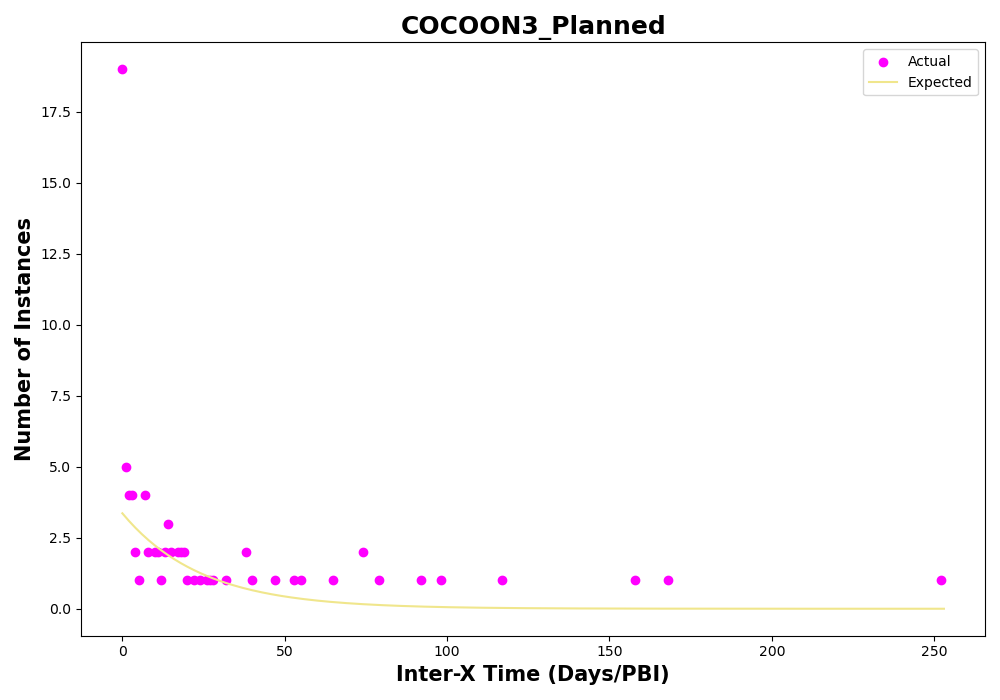 COCOON3_Planned
Actual
Expected
17.5
15.0
12.5
10.0
7.5
5.0
2.5
0.0
Number of Instances
0 50 100 150 200 250
Inter-X Time (Days/PBI)